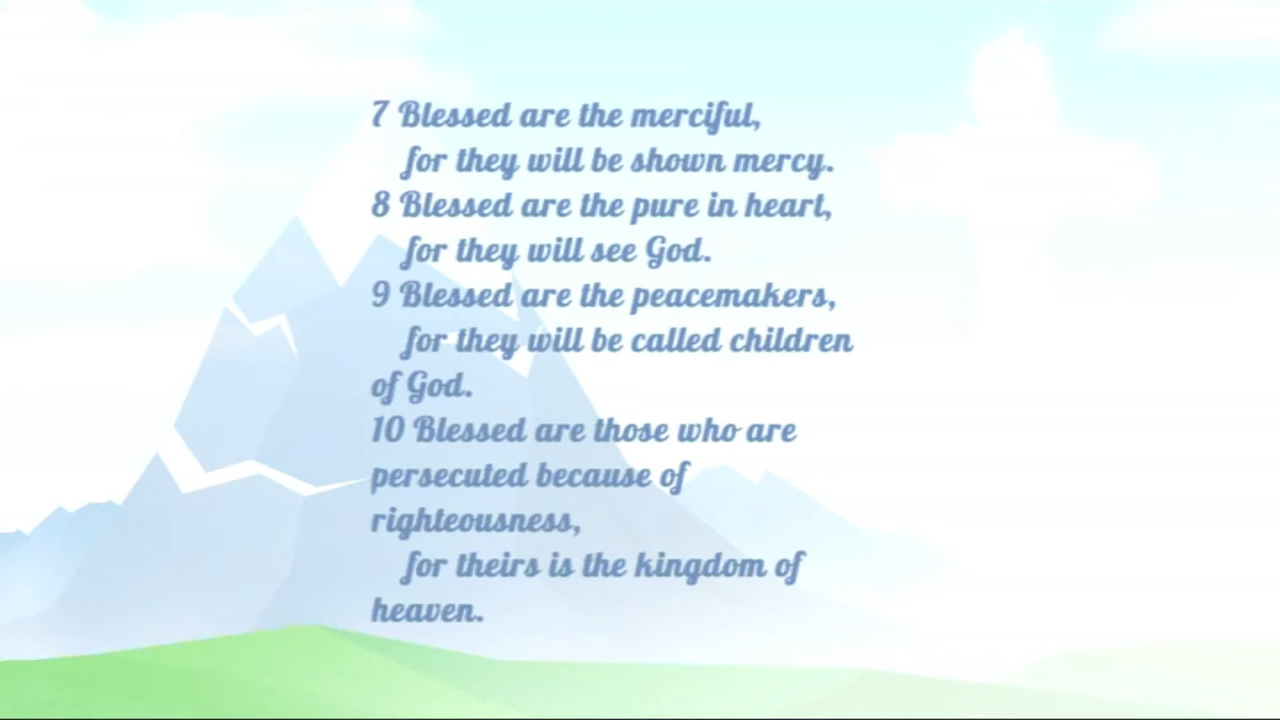 7 Blessed are the merciful,
for they will be shown mercy.
8 Blessed are the pure in heart,
for they will see God.
9 Blessed are the peacemakers,
for they will be called children
of God.
10 Blessed are those who are
persecuted because of
righteousness,
for theirs is the kingdom of
heaven.